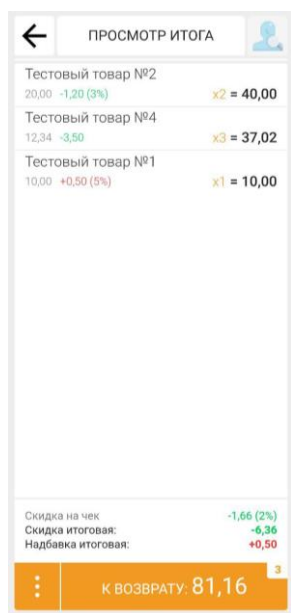 ПРОСМОТР ИТОГА
Тестовый товар №2
20,00 -1,20 (3%) x2 = 40,00
Тестовый товар №4
12,34 -3,50 x3 = 37,02
Тестовый товар №1
10,00 +0,50 (5%) x1 = 10,00
Скидка на чек -1,66 (2%)
Скидка итоговая: -6,36
Надбавка итоговая: +0,50
3
К ВОЗВРАТУ: 81,16